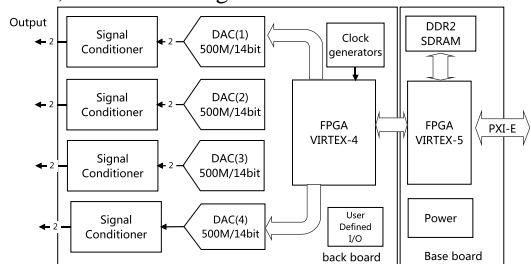 Output
2
Signal
Conditioner
2
DAC(1)
500M/14bit
Clock
generators
DDR2
SDRAM
2
Signal
Conditioner
2
DAC(2)
500M/14bit
FPGA
VIRTEX-4
FPGA
VIRTEX-5
PXI-E
2
Signal
Conditioner
2
DAC(3)
500M/14bit
2
Signal
Conditioner
DAC(4)
500M/14bit
User
Defined
I/O
Power
back board
Base board